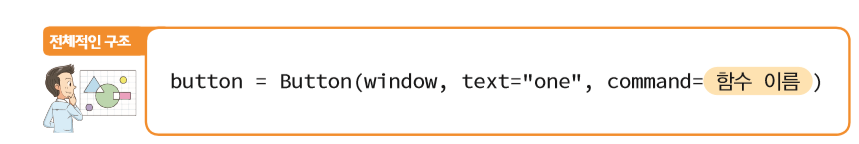 전체적인 구조
button = Button(window, text="one", command=함수 이름)